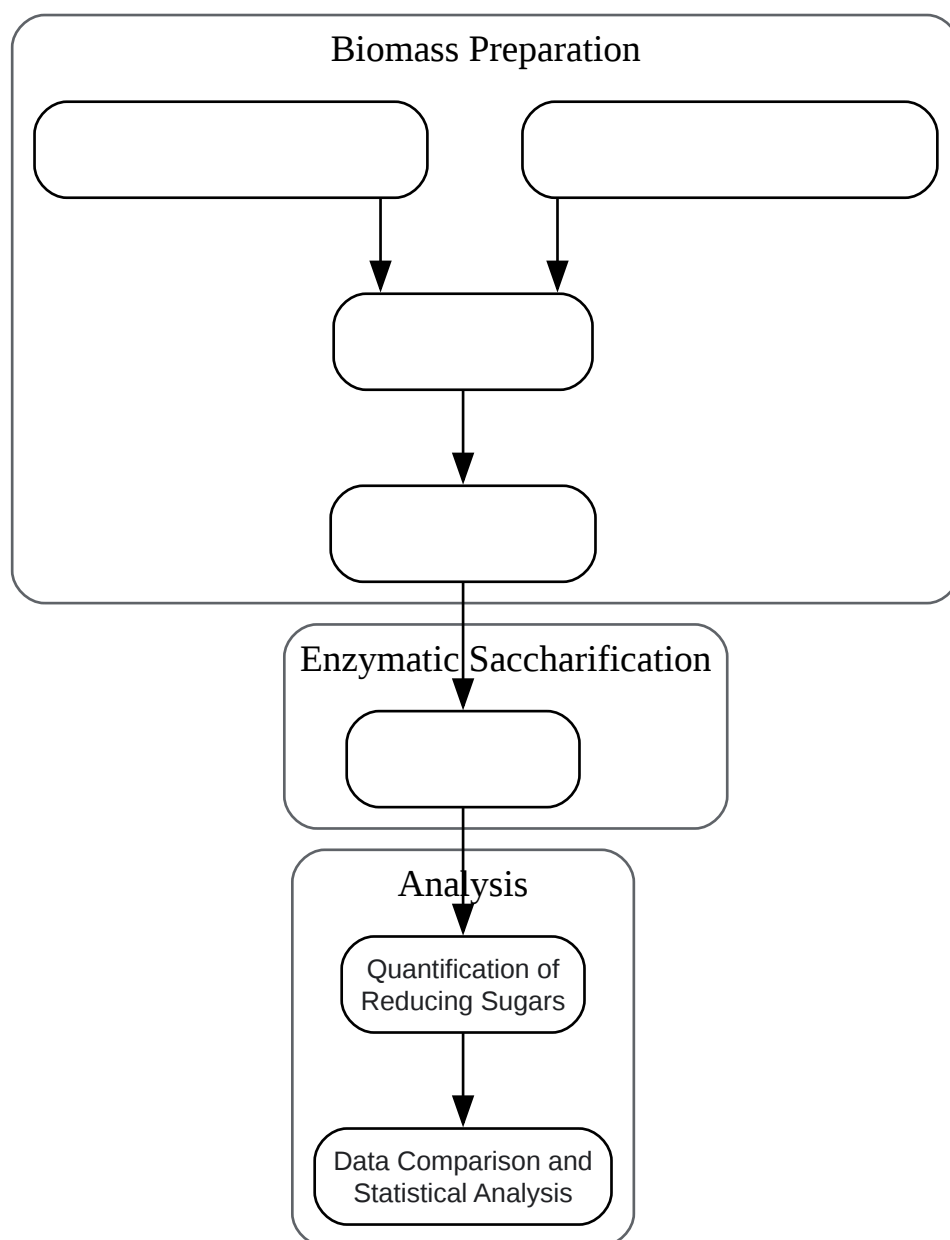 Biomass Preparation
Enzymatic Saccharification
Analysis
Quantification of
Reducing Sugars
Data Comparison and
Statistical Analysis